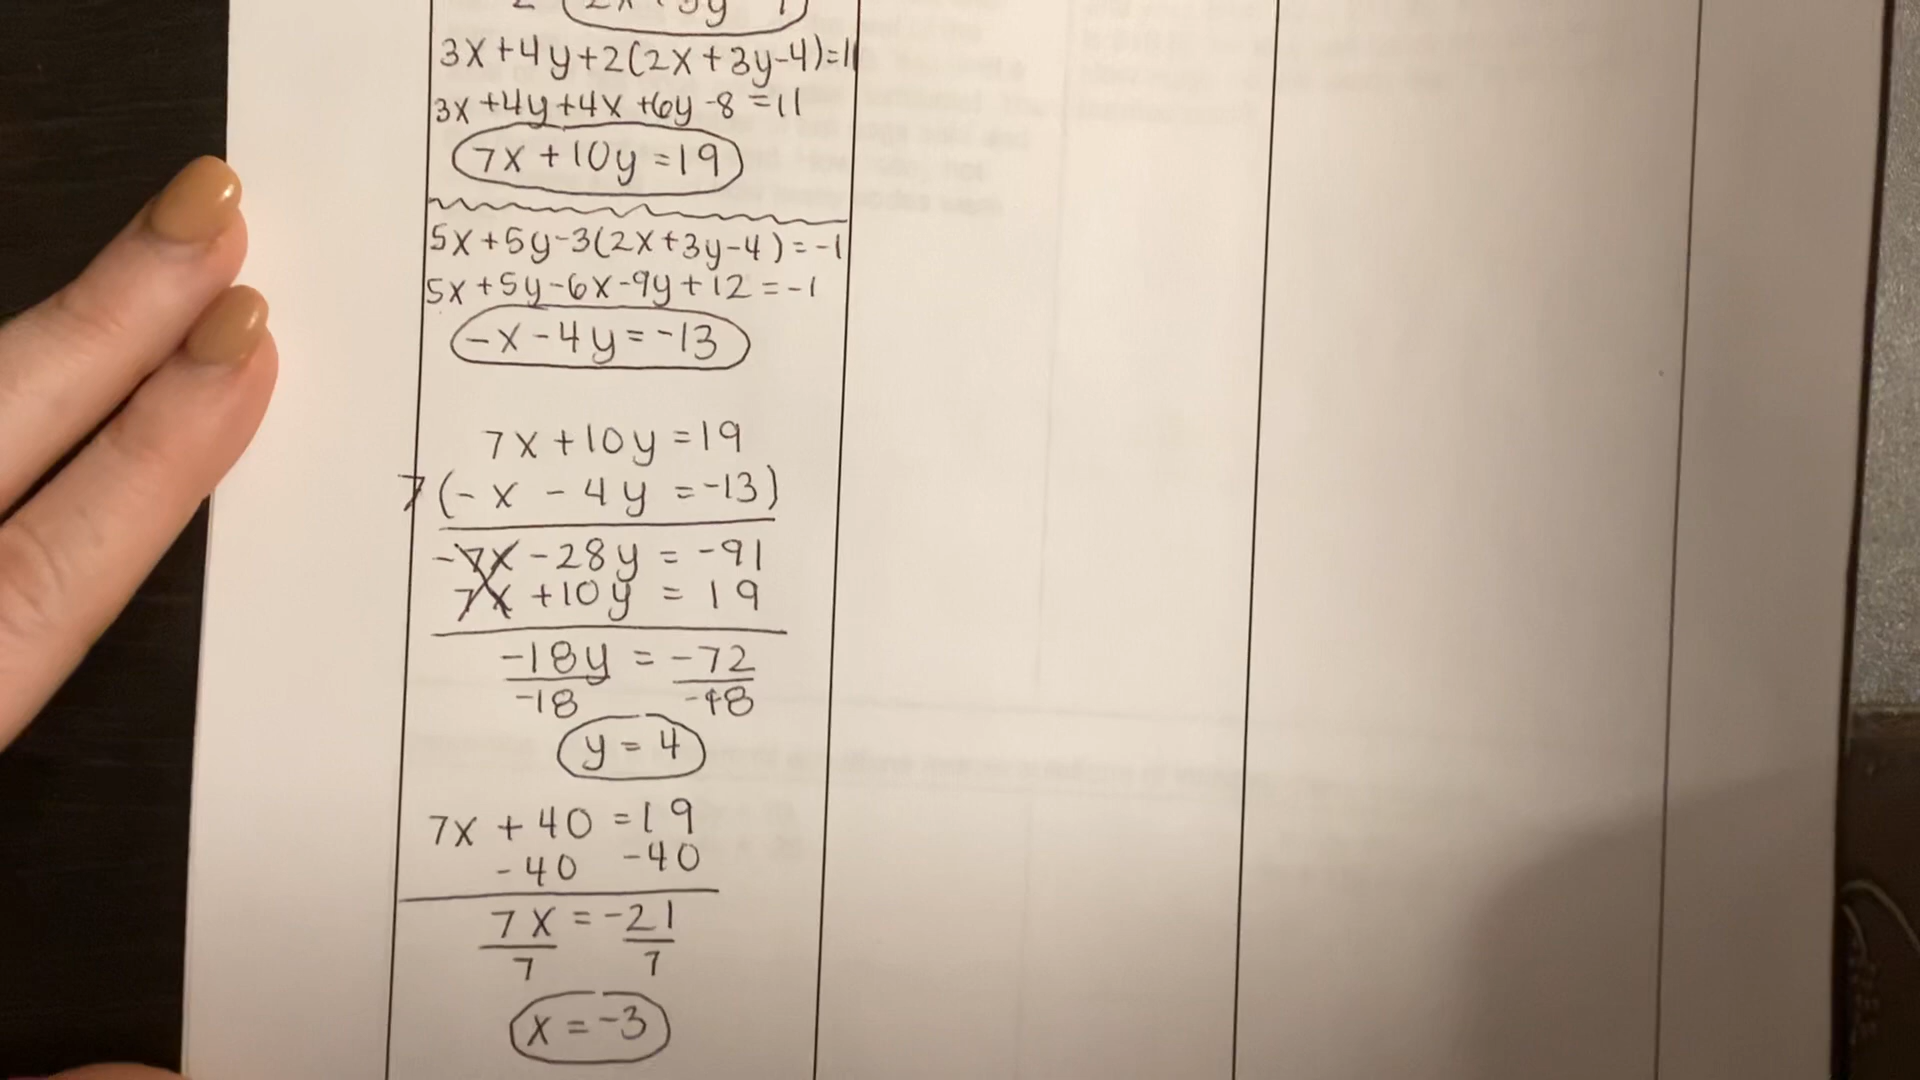 3x+4y+2(2x+3y-4)=11
3x+4y+4x+6y-8=11
7x+10y=19
5x+5y-3(2x+3y-4)=-1
5x+5y-6x-9y+12=-1
-x-4y=-13
7x+10y=19
7(-x-4y=-13)
-7x-28y=-91
7x+10y=19
-18y=-72
-18 -18
y=4
7x+40=19
-40 -40
7x=-21
7 7
x=-3